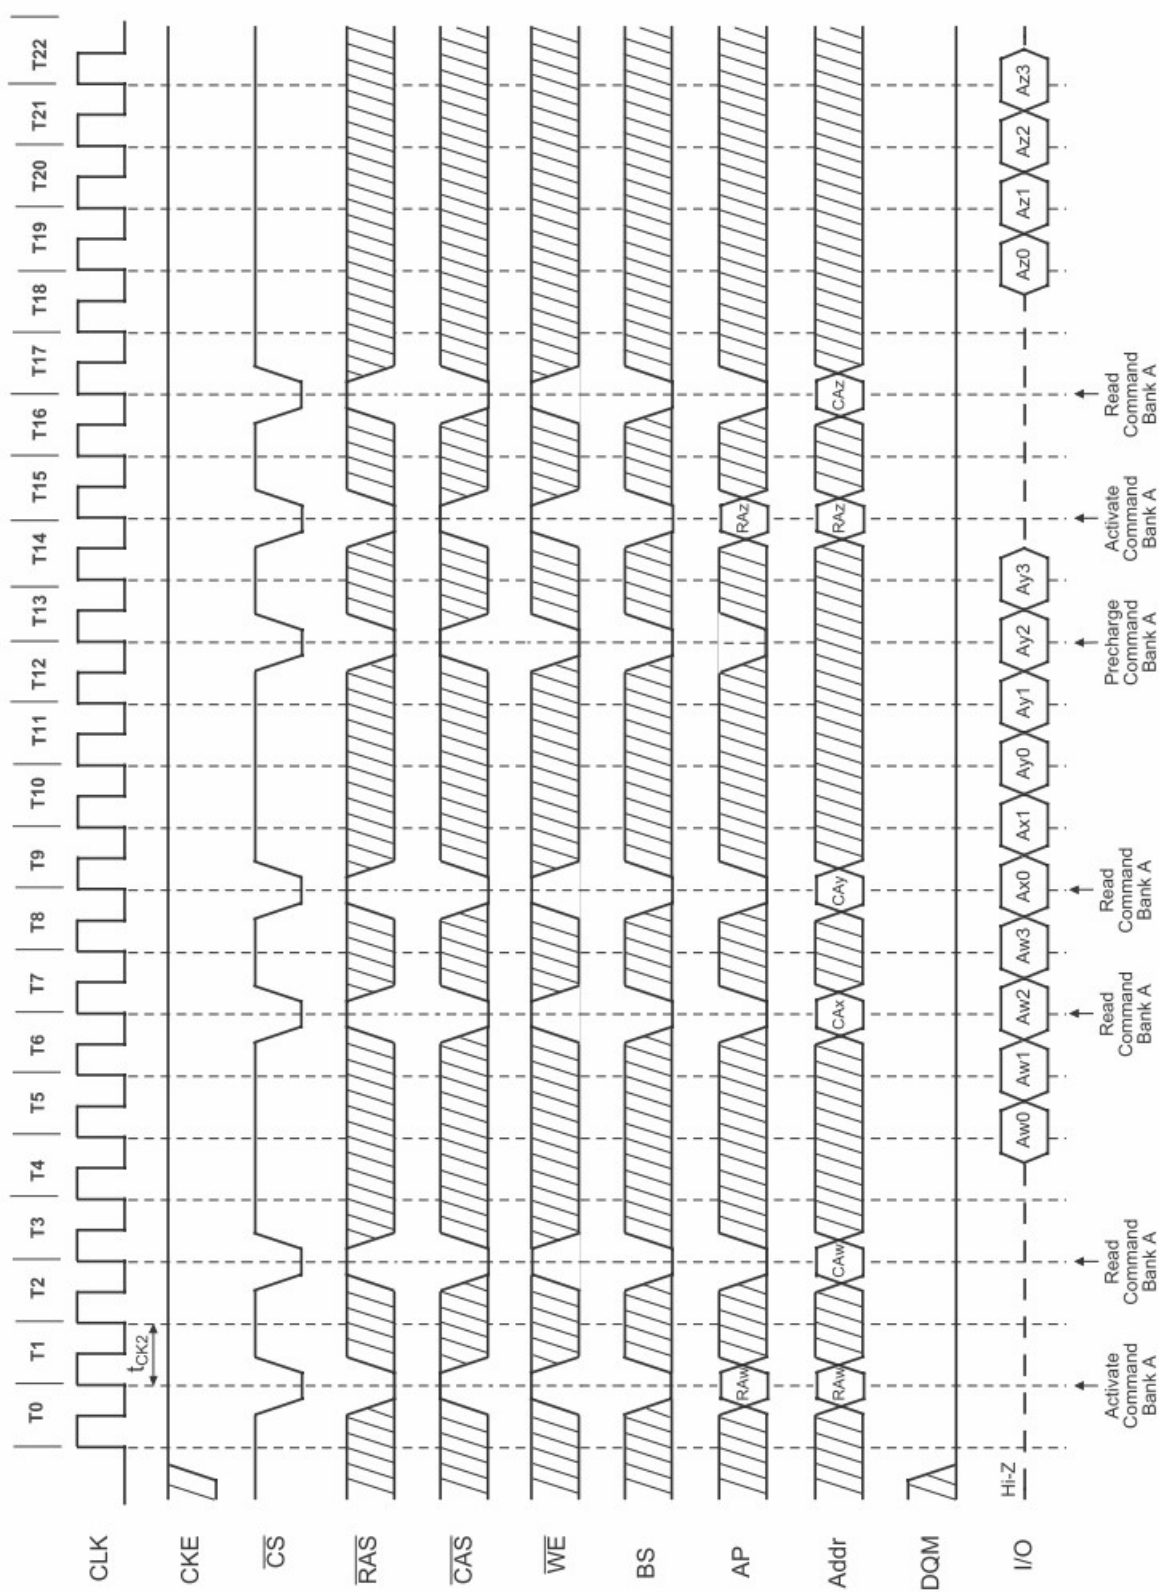 T0 T1 T2 T3 T4 T5 T6 T7 T8 T9 T10 T11 T12 T13 T14 T15 T16 T17 T18 T19 T20 T21 T22
CLK
tCK2
CKE
CS
RAS
CAS
WE
BS
AP RAw RAz
Addr RAw CAw CAx CAy RAz CAz
DQM
Hi-Z
I/O Aw0 Aw1 Aw2 Aw3 Ax0 Ax1 Ay0 Ay1 Ay2 Ay3 Az0 Az1 Az2 Az3
Activate
Command
Bank A
Read
Command
Bank A
Read
Command
Bank A
Read
Command
Bank A
Precharge
Command
Bank A
Activate
Command
Bank A
Read
Command
Bank A